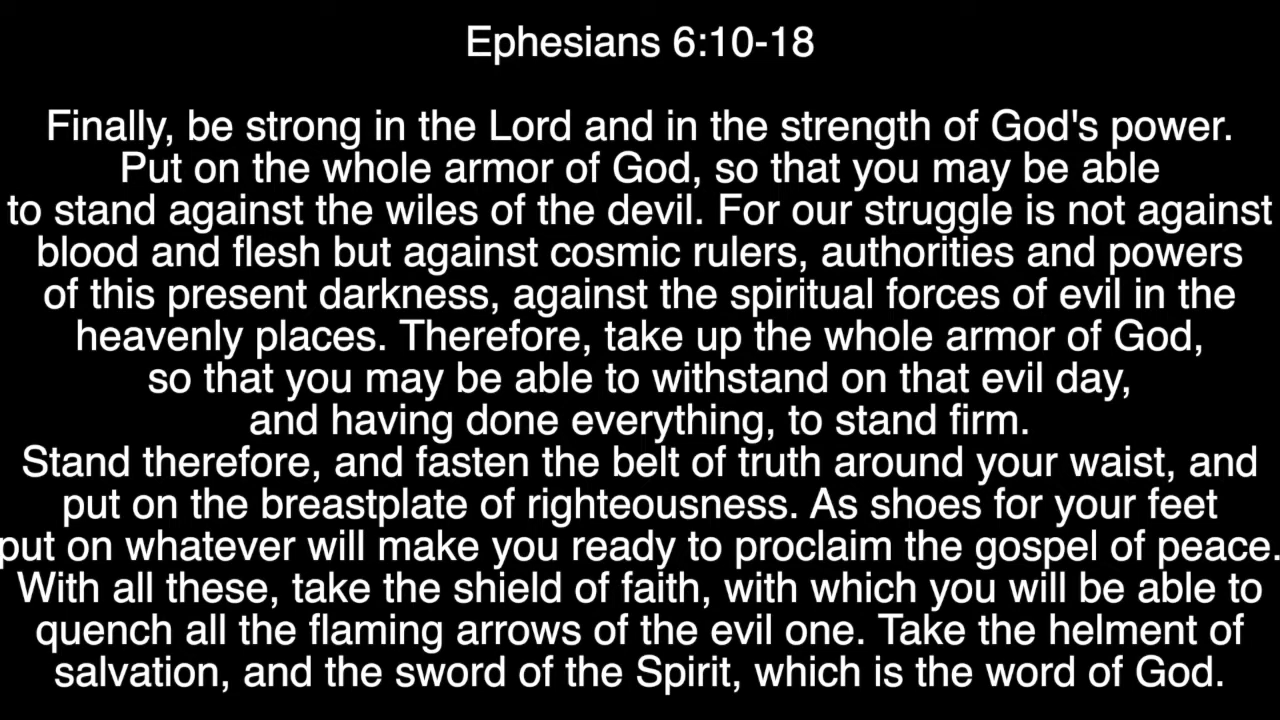 Ephesians 6:10-18
Finally, be strong in the Lord and in the strength of God's power.
Put on the whole armor of God, so that you may be able
to stand against the wiles of the devil. For our struggle is not against
blood and flesh but against cosmic rulers, authorities and powers
of this present darkness, against the spiritual forces of evil in the
heavenly places. Therefore, take up the whole armor of God,
so that you may be able to withstand on that evil day,
and having done everything, to stand firm.
Stand therefore, and fasten the belt of truth around your waist, and
put on the breastplate of righteousness. As shoes for your feet
put on whatever will make you ready to proclaim the gospel of peace.
With all these, take the shield of faith, with which you will be able to
quench all the flaming arrows of the evil one. Take the helment of
salvation, and the sword of the Spirit, which is the word of God.